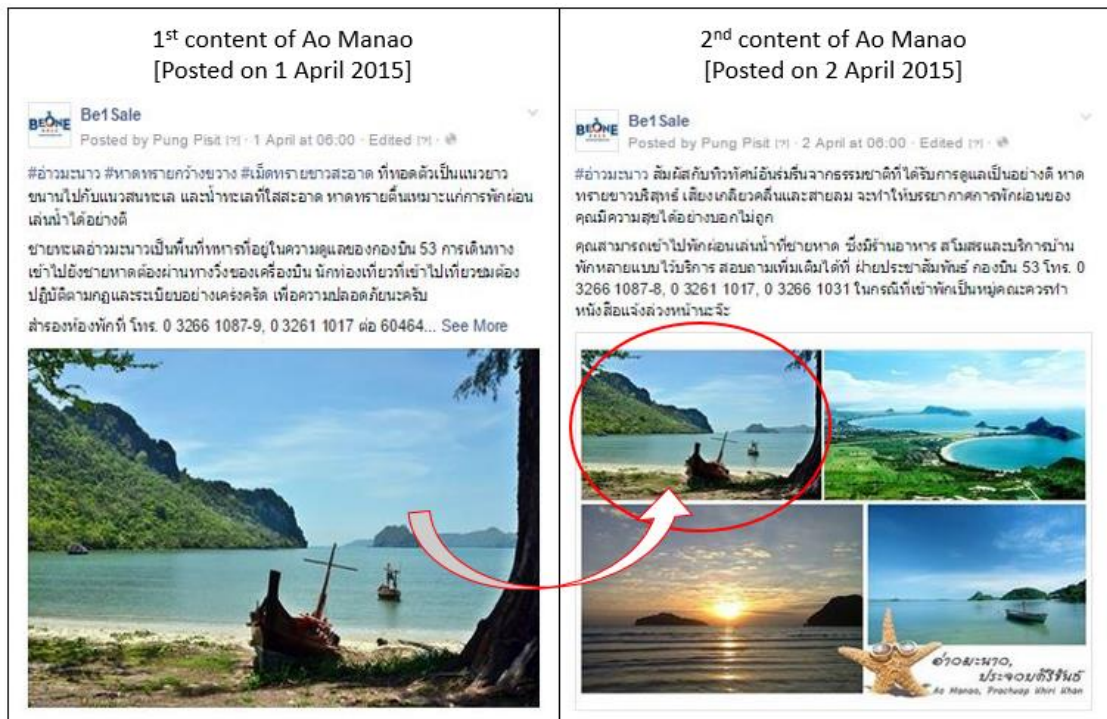 1st content of Ao Manao
[Posted on 1 April 2015]
BEONE
SALE
Be1Sale
Posted by Pung Pisit [?] · 1 April at 06:00 · Edited [?] ·
#อ่าวมะนาว #หาดทรายกว้างขวาง #เม็ดทรายขาวสะอาด ที่ทอดตัวเป็นแนวยาว
ขนานไปกับแนวสนทะเล และน้ำทะเลที่ใสสะอาด หาดทรายตื้นเหมาะแก่การพักผ่อน
เล่นน้ำได้อย่างดี
ชายทะเลอ่าวมะนาวเป็นพื้นที่ทหารที่อยู่ในความดูแลของกองบิน 53 การเดินทาง
เข้าไปยังชายหาดต้องผ่านทางวิ่งของเครื่องบิน นักท่องเที่ยวที่เข้าไปเที่ยวชมต้อง
ปฏิบัติตามกฎและระเบียบอย่างเคร่งครัด เพื่อความปลอดภัยนะครับ
สำรองห้องพักที่ โทร. 0 3266 1087-9, 0 3261 1017 ต่อ 60464... See More
2nd content of Ao Manao
[Posted on 2 April 2015]
BEONE
SALE
Be1Sale
Posted by Pung Pisit [?] · 2 April at 06:00 · Edited [?] ·
#อ่าวมะนาว สัมผัสกับทิวทัศน์อันร่มรื่นจากธรรมชาติที่ได้รับการดูแลเป็นอย่างดี หาด
ทรายขาวบริสุทธ์ เสียงเกลียวคลื่นและสายลม จะทำให้บรรยากาศการพักผ่อนของ
คุณมีความสุขได้อย่างบอกไม่ถูก
คุณสามารถเข้าไปพักผ่อนเล่นน้ำที่ชายหาด ซึ่งมีร้านอาหาร สโมสรและบริการบ้าน
พักหลายแบบไว้บริการ สอบถามเพิ่มเติมได้ที่ ฝ่ายประชาสัมพันธ์ กองบิน 53 โทร. 0
3266 1087-8, 0 3261 1017, 0 3266 1031 ในกรณีที่เข้าพักเป็นหมู่คณะควรทำ
หนังสือแจ้งล่วงหน้านะจ๊ะ
อ่าวมะนาว,
ประจวบคีรีขันธ์
Ao Manao, Prachuap Khiri Khan